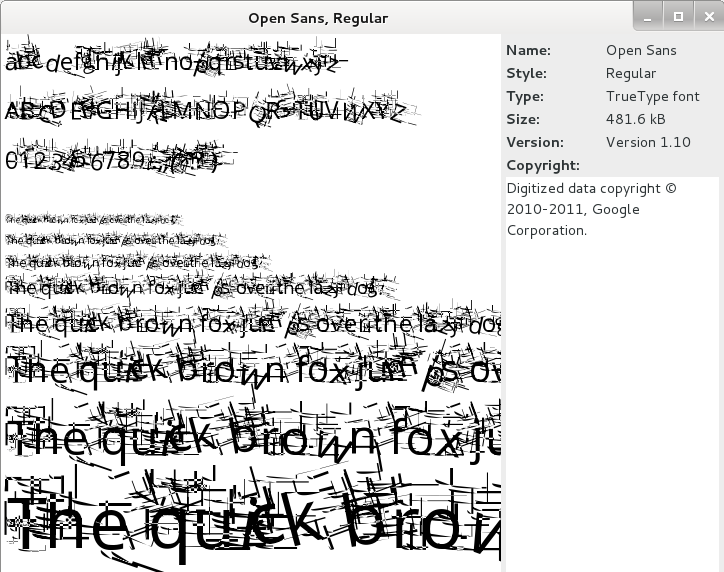 Open Sans, Regular
abcdefghijklmnopqrstuvwxyz
ABCDEFGHIJKLMNOPQRSTUVWXYZ
0123456789
The quick brown fox jumps over the lazy dog.
The quick brown fox jumps over the lazy dog.
The quick brown fox jumps over the lazy dog.
The quick brown fox jumps over the lazy dog.
The quick brown fox jumps over the lazy dog
The quick brown fox jumps ov
The quick brown fox ju
The quick brown
Name: Open Sans
Style: Regular
Type: TrueType font
Size: 481.6 kB
Version: Version 1.10
Copyright:
Digitized data copyright ©
2010-2011, Google
Corporation.